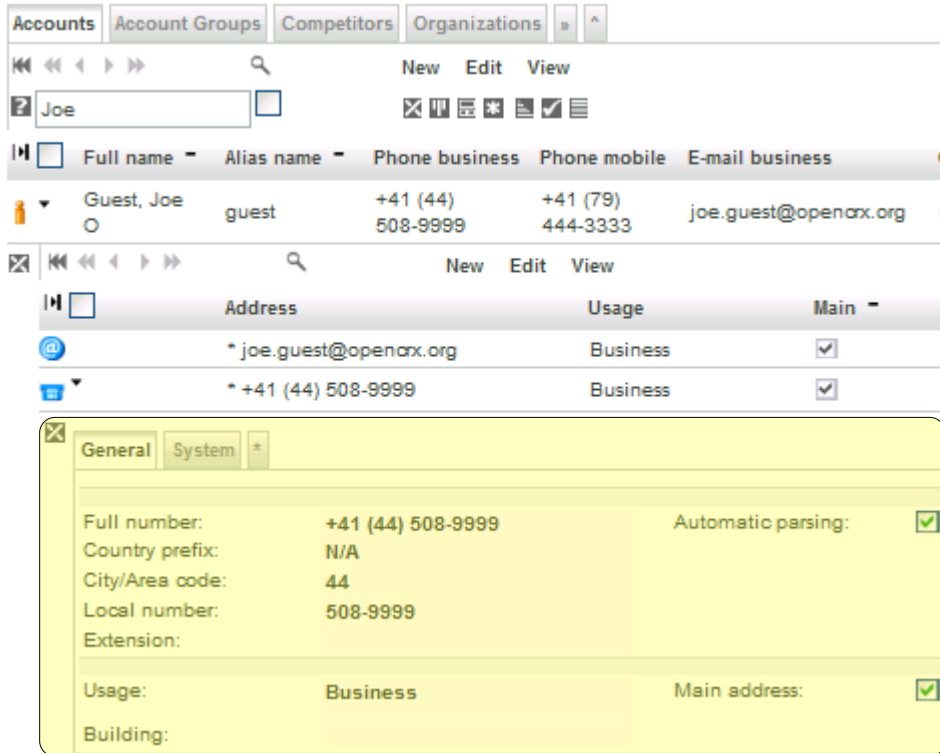 Accounts Account Groups Competitors Organizations » ^
New Edit View
? Joe
Full name Alias name Phone business Phone mobile E-mail business
Guest, Joe O guest +41 (44) 508-9999 +41 (79) 444-3333 joe.guest@opencrx.org
New Edit View
Address Usage Main
* joe.guest@opencrx.org Business
* +41 (44) 508-9999 Business
General System *
Full number: +41 (44) 508-9999 Automatic parsing:
Country prefix: N/A
City/Area code: 44
Local number: 508-9999
Extension:
Usage: Business Main address:
Building: